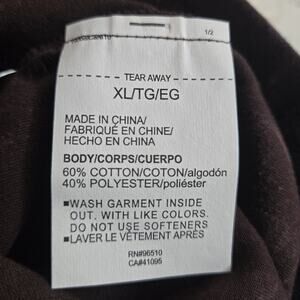 1/2
TEAR AWAY
XL/TG/EG
MADE IN CHINA/
FABRIQUÉ EN CHINE/
HECHO EN CHINA
BODY/CORPS/CUERPO
60% COTTON/COTON/algodón
40% POLYESTER/poliéster
■WASH GARMENT INSIDE
OUT, WITH LIKE COLORS.
DO NOT USE SOFTENERS
■LAVER LE VÊTEMENT APRÈS
RN#96510
CA#41095